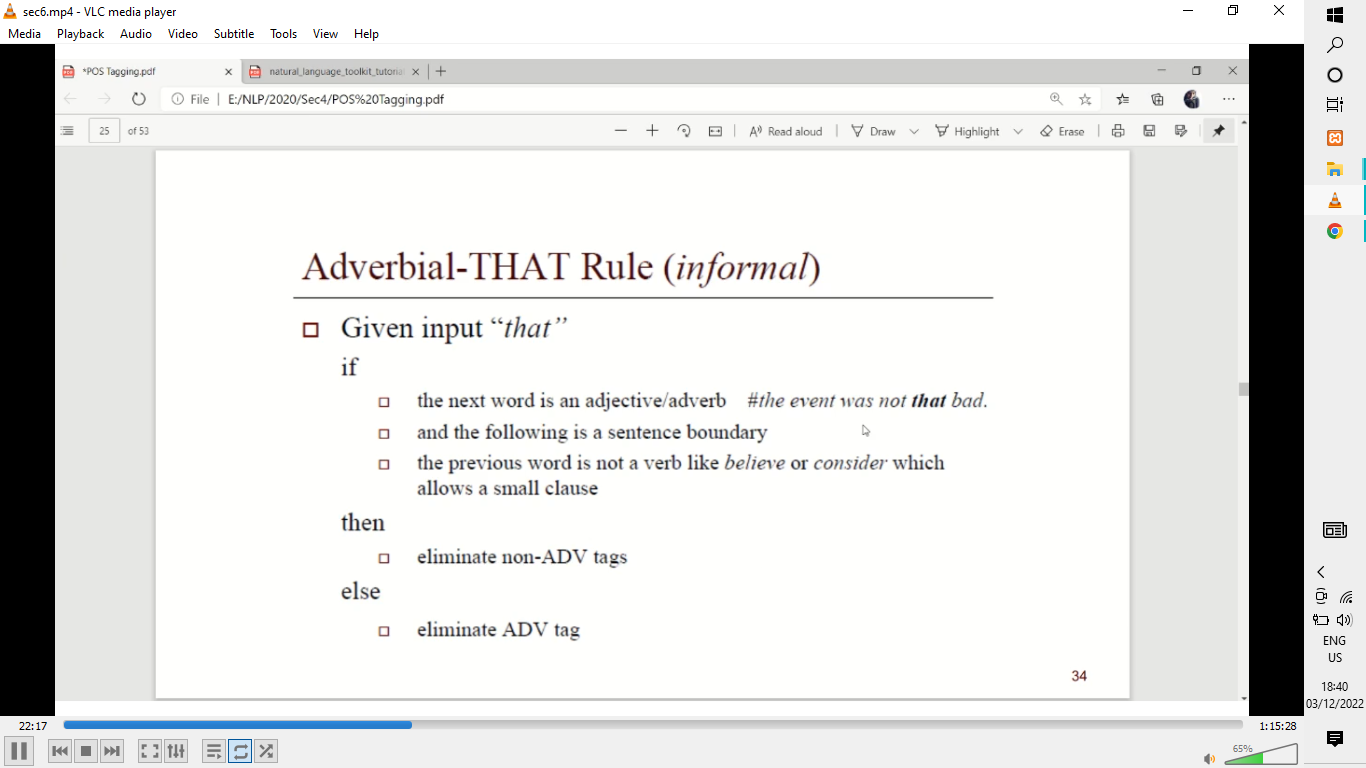 sec6.mp4 - VLC media player
Media Playback Audio Video Subtitle Tools View Help
*POS Tagging.pdf natural_language_toolkit_tutoria
File E:/NLP/2020/Sec4/POS%20Tagging.pdf
25 of 53 Read aloud Draw Highlight Erase
Adverbial-THAT Rule (informal)
Given input “that”
if
the next word is an adjective/adverb #the event was not that bad.
and the following is a sentence boundary
the previous word is not a verb like believe or consider which
allows a small clause
then
eliminate non-ADV tags
else
eliminate ADV tag
34
22:17 1:15:28
65%
ENG
US
18:40
03/12/2022